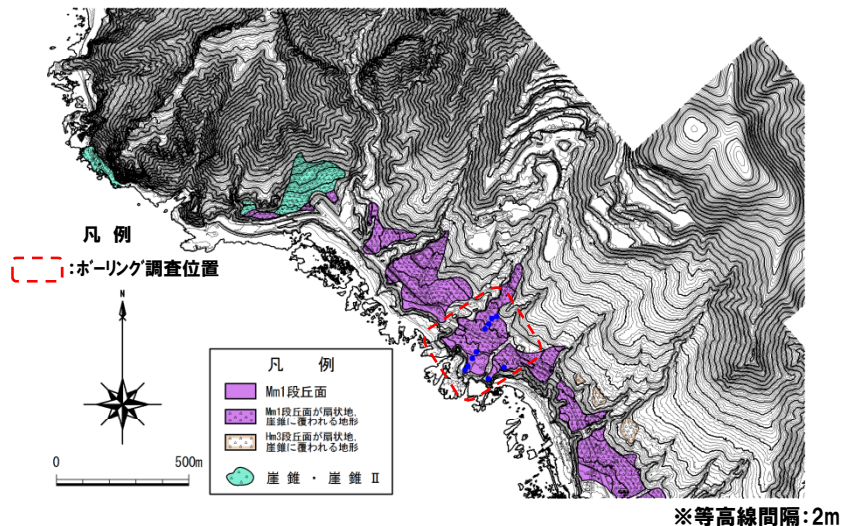 凡 例
:ボーリング調査位置
N
0 500m
凡 例
Mm1段丘面
Mm1段丘面が扇状地,
崖錐に覆われる地形
Hm3段丘面が扇状地,
崖錐に覆われる地形
崖 錐 ・ 崖 錐 Ⅱ
※等高線間隔:2m